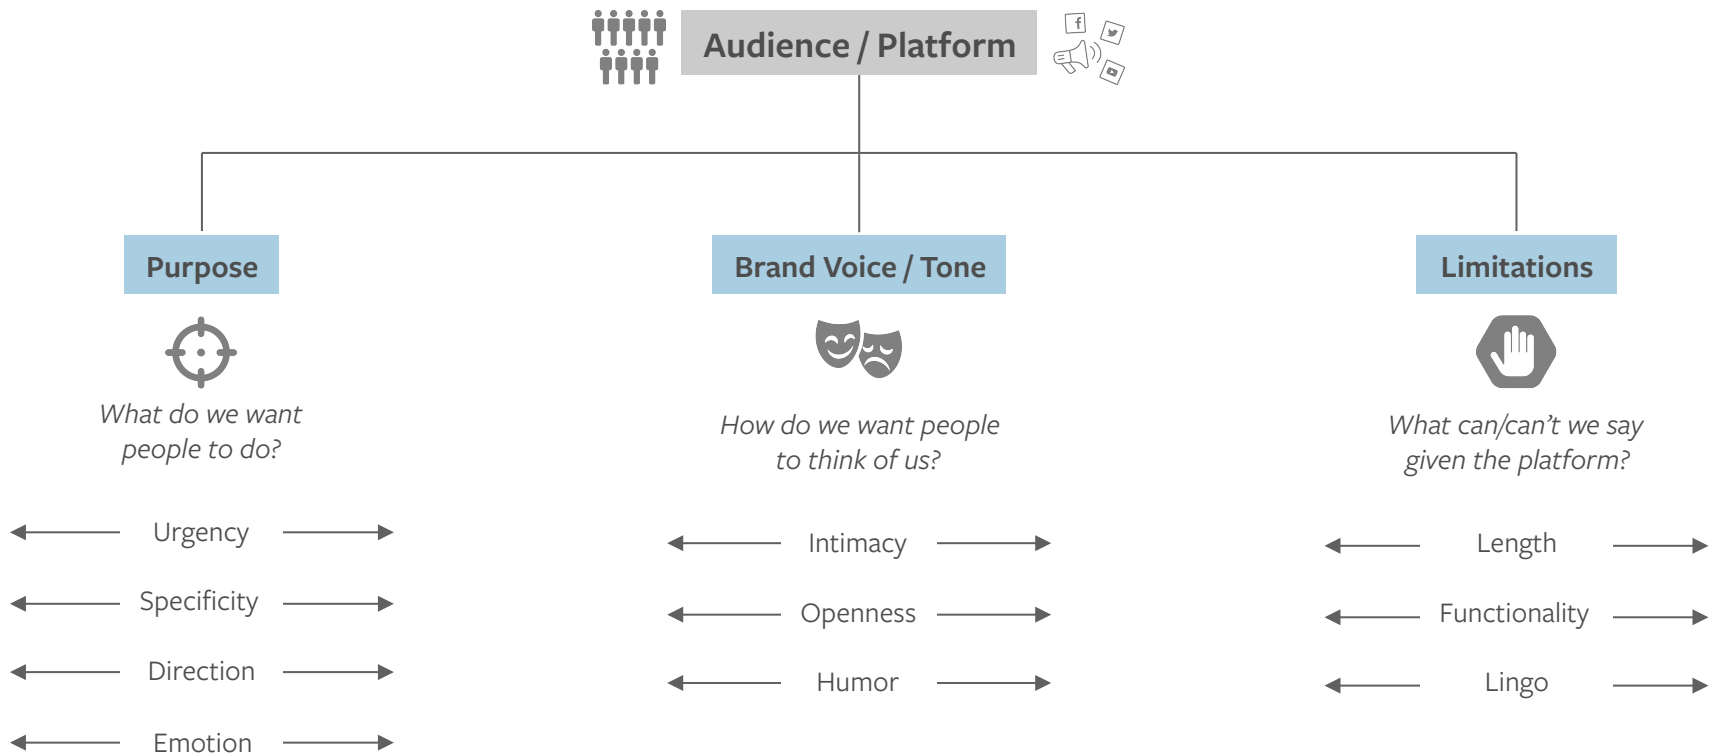 Audience / Platform
Purpose
What do we want
people to do?
Urgency
Specificity
Direction
Emotion
Brand Voice / Tone
How do we want people
to think of us?
Intimacy
Openness
Humor
Limitations
What can/can’t we say
given the platform?
Length
Functionality
Lingo